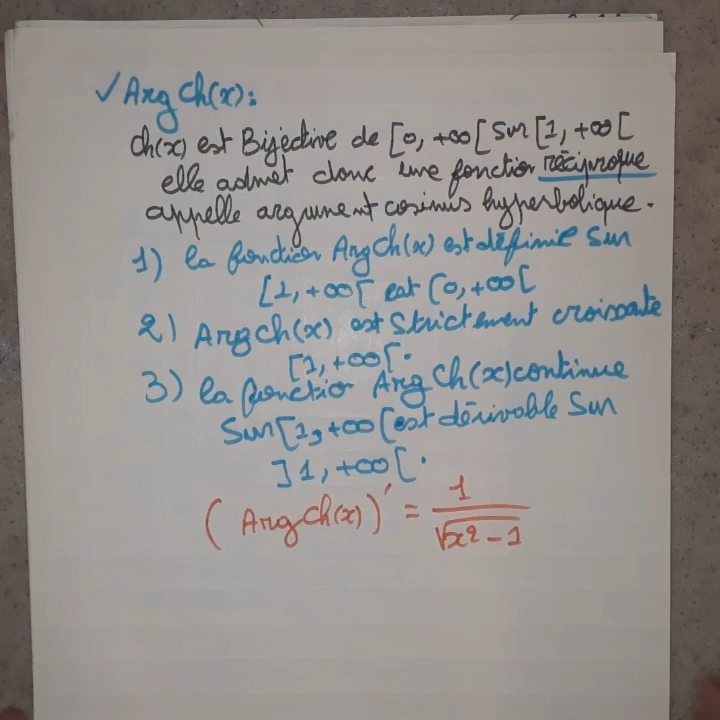 ✓ Arg Ch(x):
ch(x) est Bijective de [0, +∞[ Sur [1, +∞[
elle admet donc une fonction réciproque
appelle argument cosinus hyperbolique.
1) la fonction ArgCh(x) est définie Sur
[1, +∞[ est [0, +∞[
2) Argch(x) est Strictement croissante
[1, +∞[.
3) la fonction ArgCh(x) continue
Sur [1, +∞[ est dérivable Sur
]1, +∞[.
(ArgCh(x))' = 1/√(x²-1)